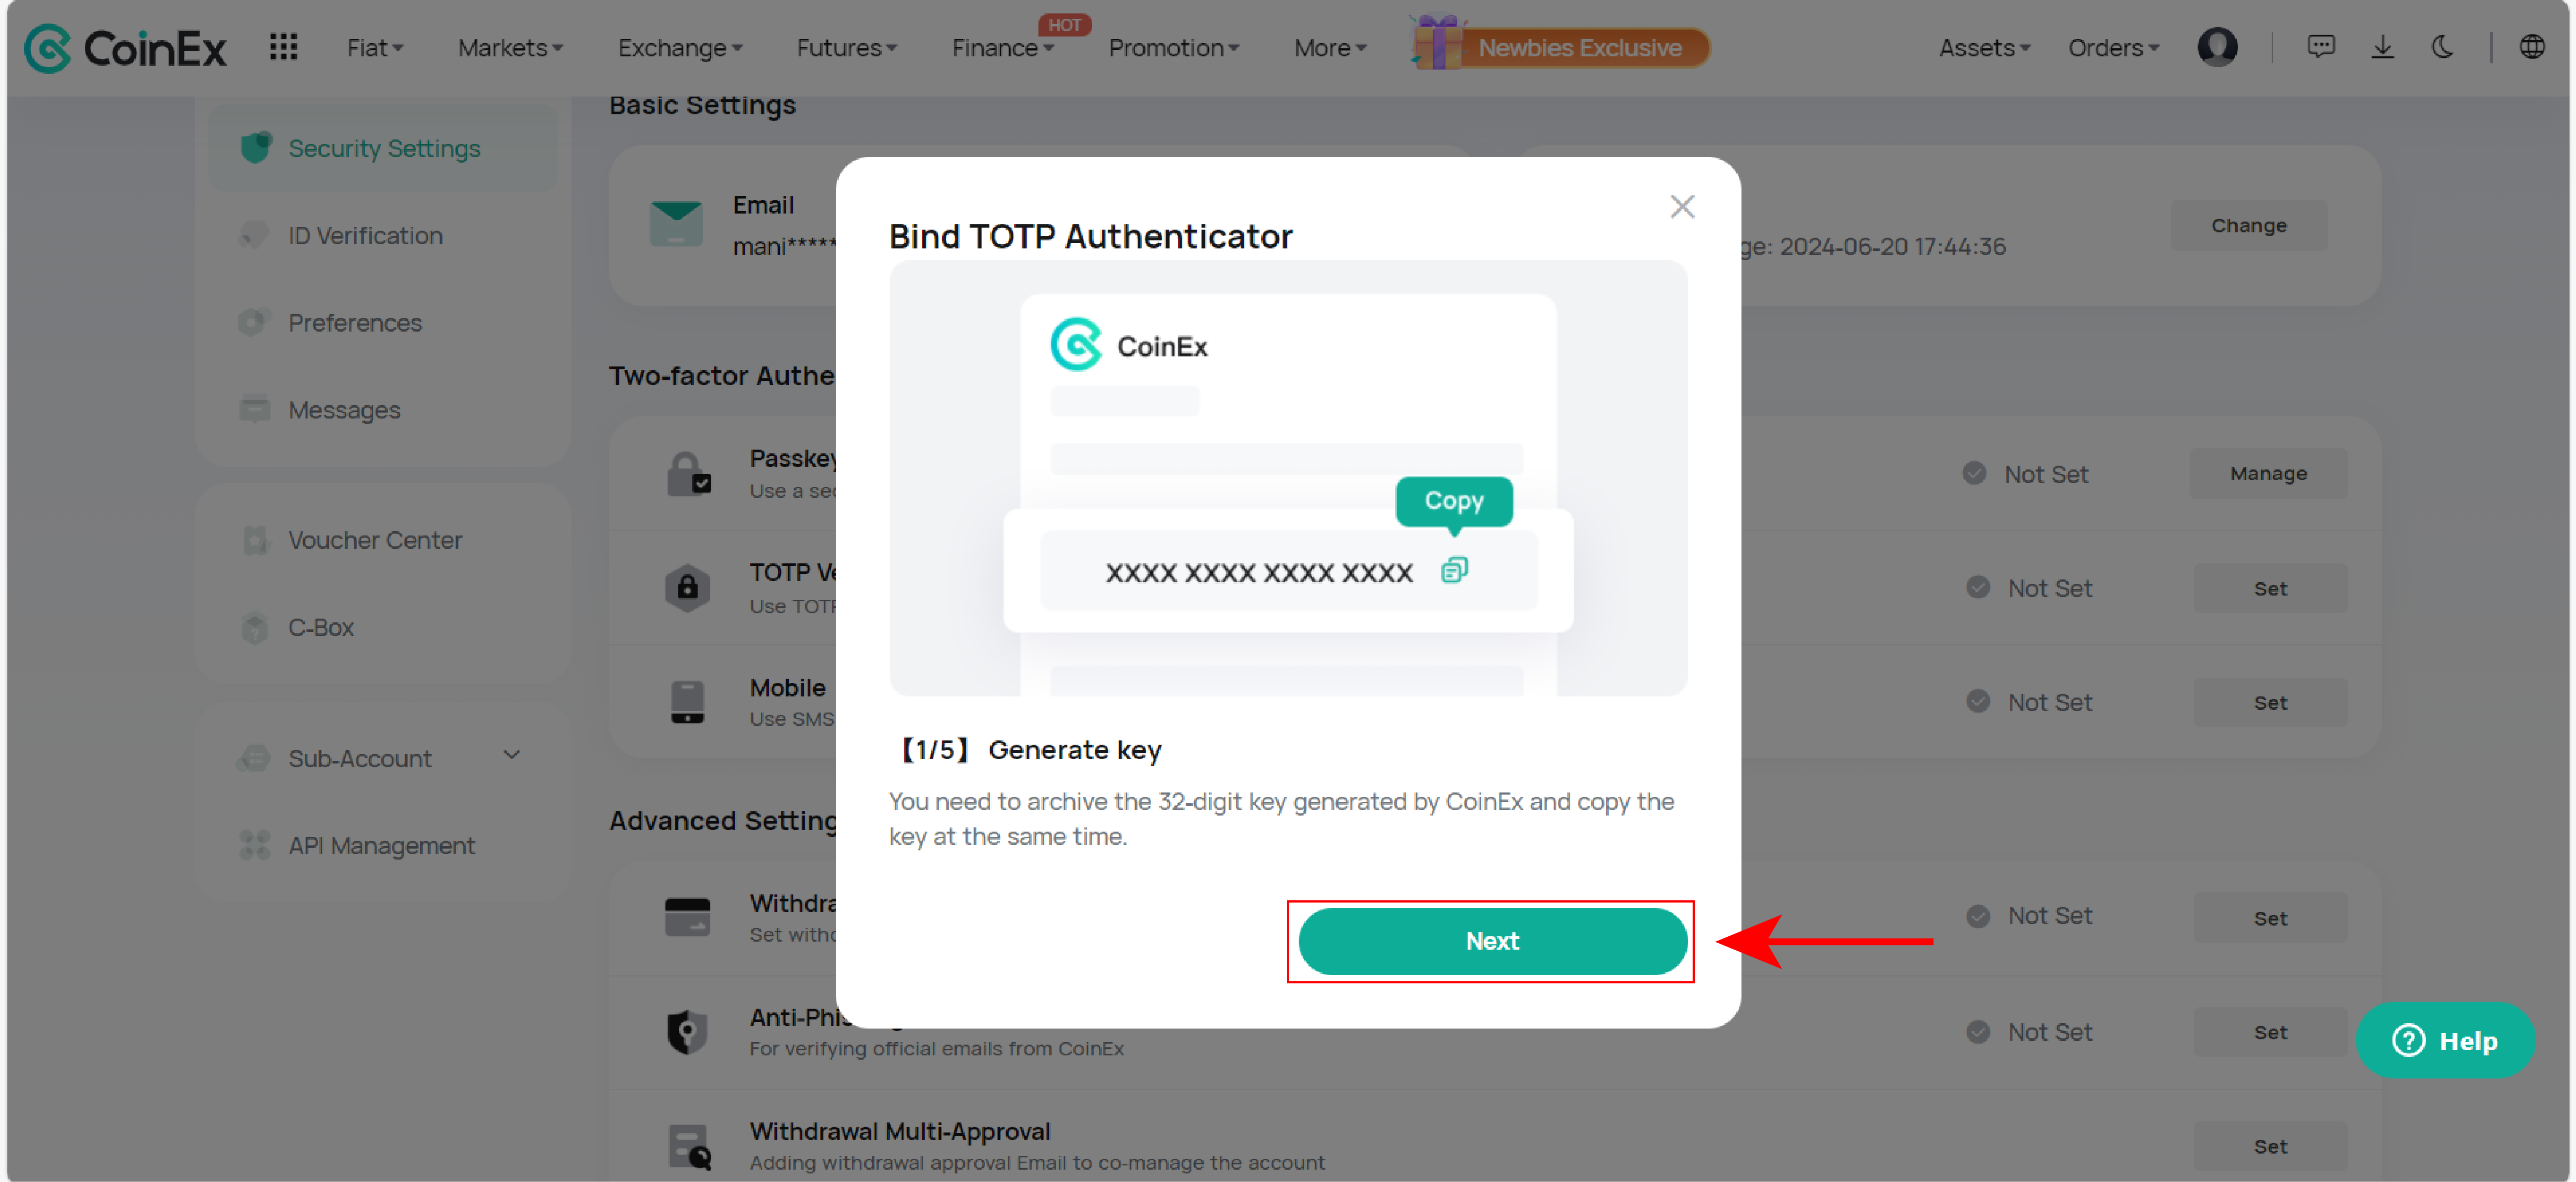 CoinEx Fiat Markets Exchange Futures Finance HOT Promotion More Newbies Exclusive Assets Orders
Security Settings
ID Verification
Preferences
Messages
Voucher Center
C-Box
Sub-Account
API Management
Basic Settings
Email
mani*****
ge: 2024-06-20 17:44:36
Change
Two-factor Authe
Passkey
Use a sec
Not Set
Manage
TOTP Ve
Use TOTP
Not Set
Set
Mobile
Use SMS
Not Set
Set
Advanced Setting
Withdra
Set withd
Not Set
Set
Anti-Phis
For verifying official emails from CoinEx
Not Set
Set
Withdrawal Multi-Approval
Adding withdrawal approval Email to co-manage the account
Set
Bind TOTP Authenticator
CoinEx
Copy
XXXX XXXX XXXX XXXX
【1/5】 Generate key
You need to archive the 32-digit key generated by CoinEx and copy the
key at the same time.
Next
Help